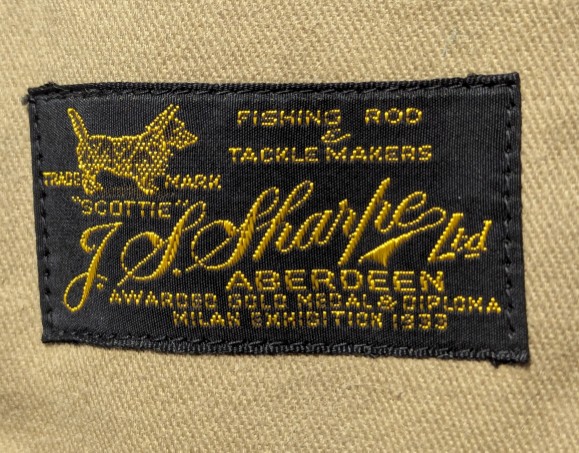 FISHING ROD
&
TACKLE MAKERS
TRADE MARK
"SCOTTIE"
J. S. Sharpe Ltd
ABERDEEN
AWARDED GOLD MEDAL & DIPLOMA
MILAN EXHIBITION 1933